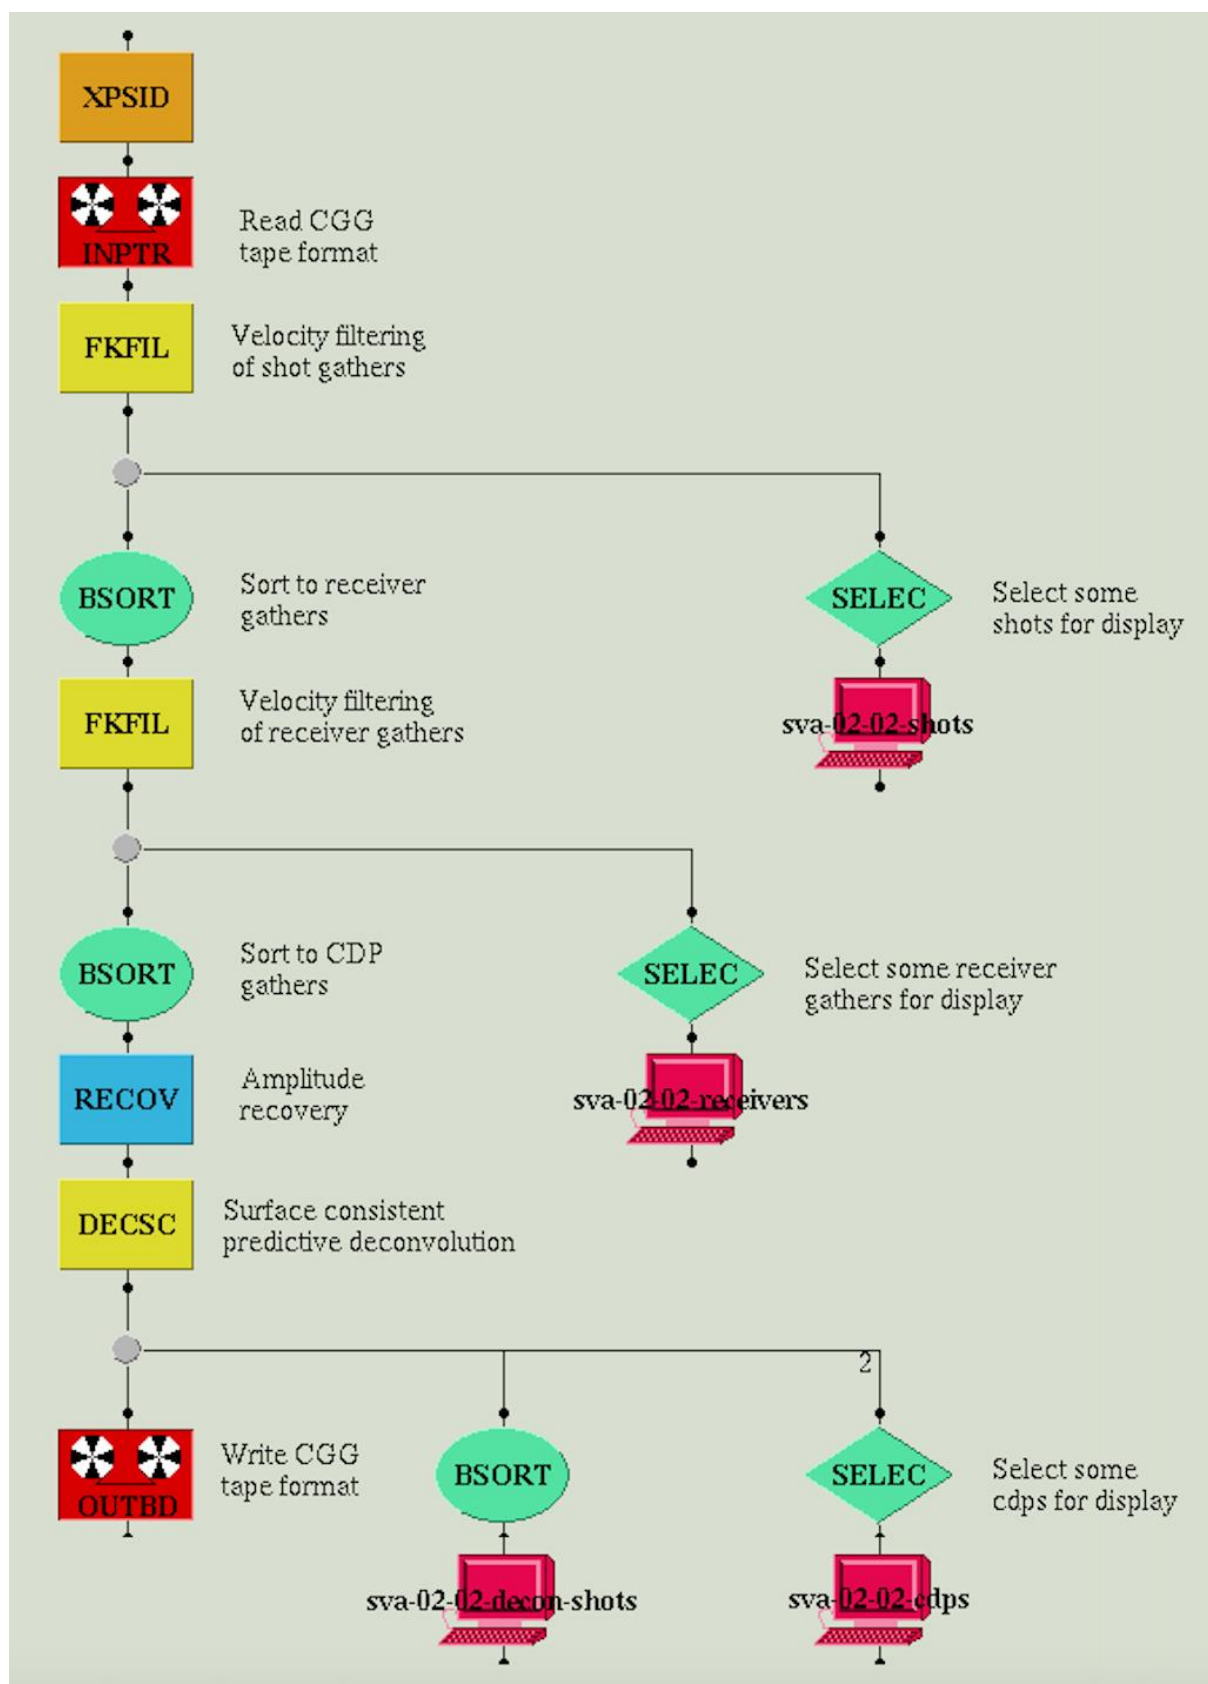 XPSID
INPTR
Read CGG
tape format
FKFIL
Velocity filtering
of shot gathers
BSORT
Sort to receiver
gathers
SELEC
Select some
shots for display
FKFIL
Velocity filtering
of receiver gathers
sva-02-02-shots
BSORT
Sort to CDP
gathers
SELEC
Select some receiver
gathers for display
RECOV
Amplitude
recovery
sva-02-02-receivers
DECSC
Surface consistent
predictive deconvolution
2
OUTBD
Write CGG
tape format
BSORT
SELEC
Select some
cdps for display
sva-02-02-decon-shots
sva-02-02-cdps